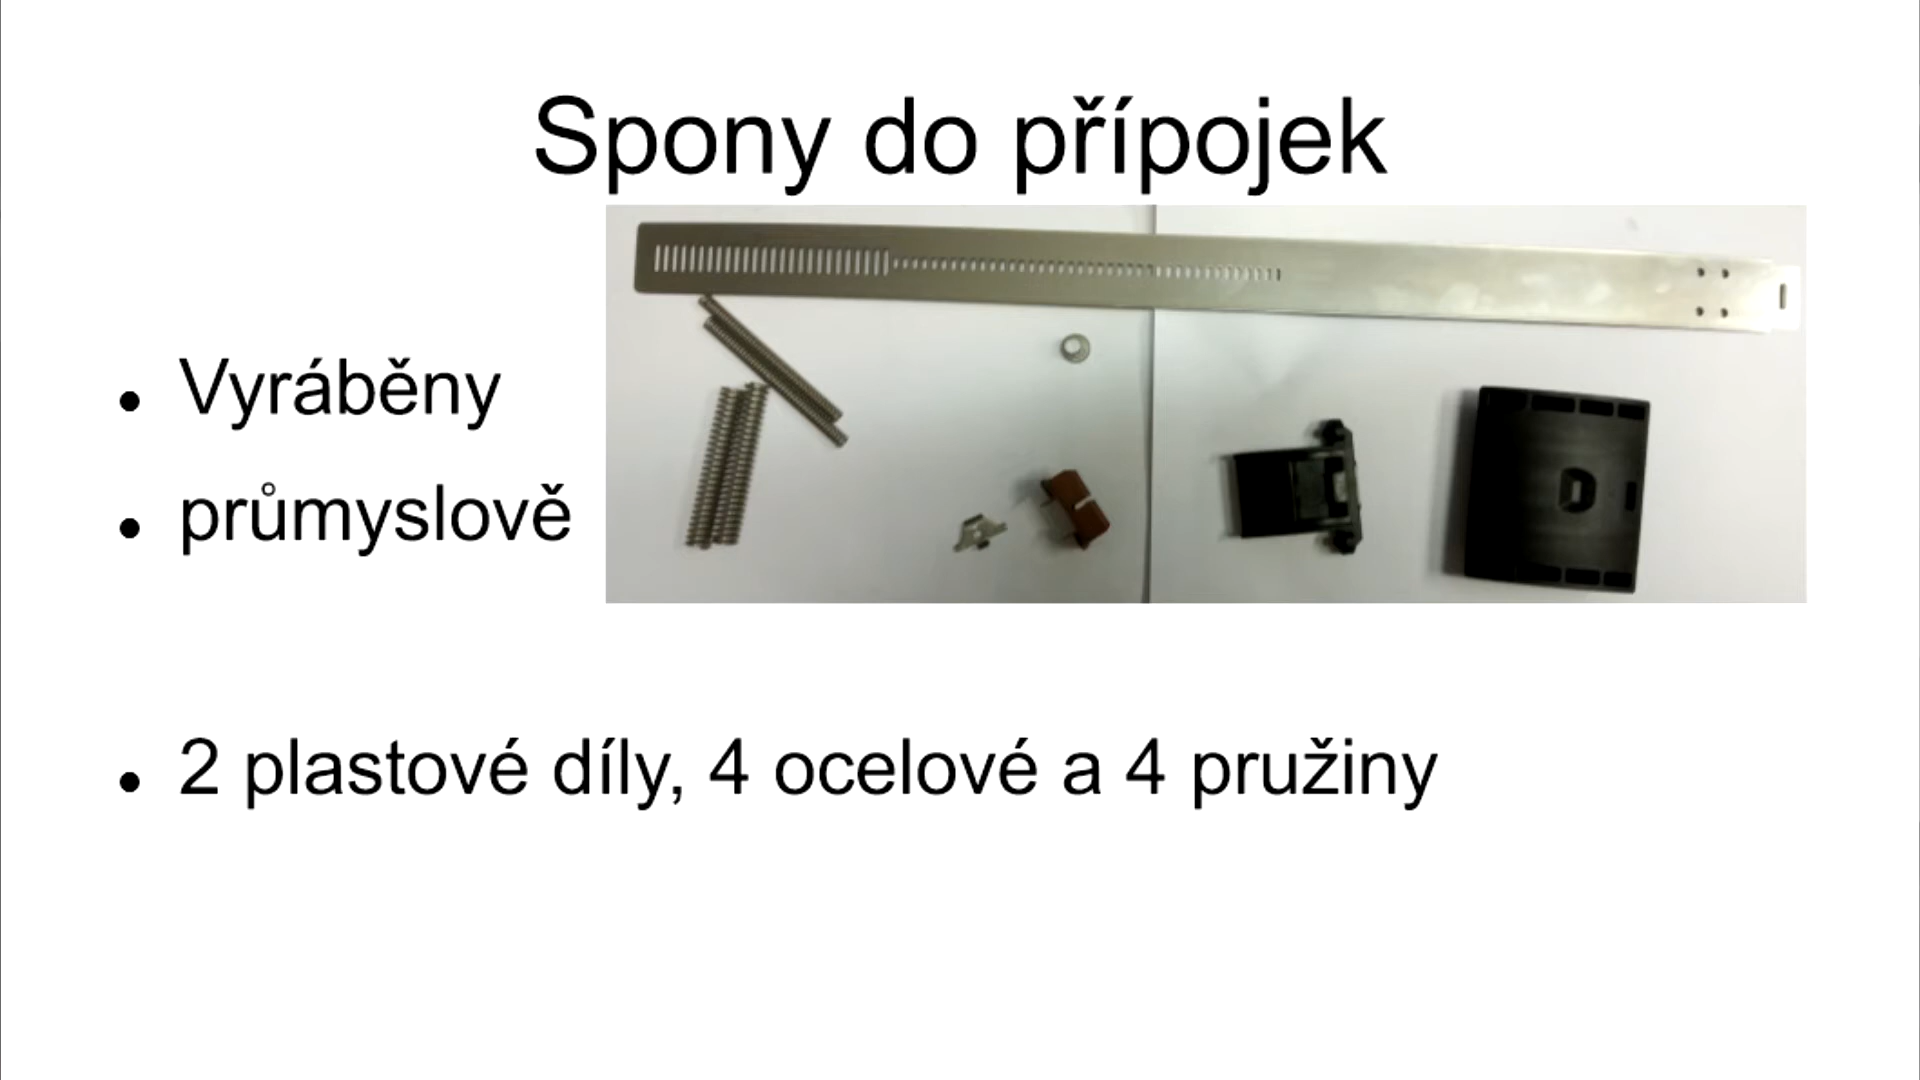 Spony do přípojek
Vyráběny
průmyslově
2 plastové díly, 4 ocelové a 4 pružiny